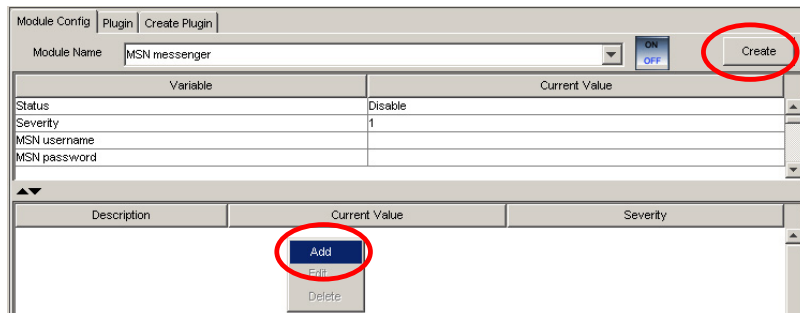 Module Config Plugin Create Plugin
Module Name MSN messenger ON OFF Create
Variable Current Value
Status Disable
Severity 1
MSN username
MSN password
Description Current Value Severity
Add
Edit
Delete